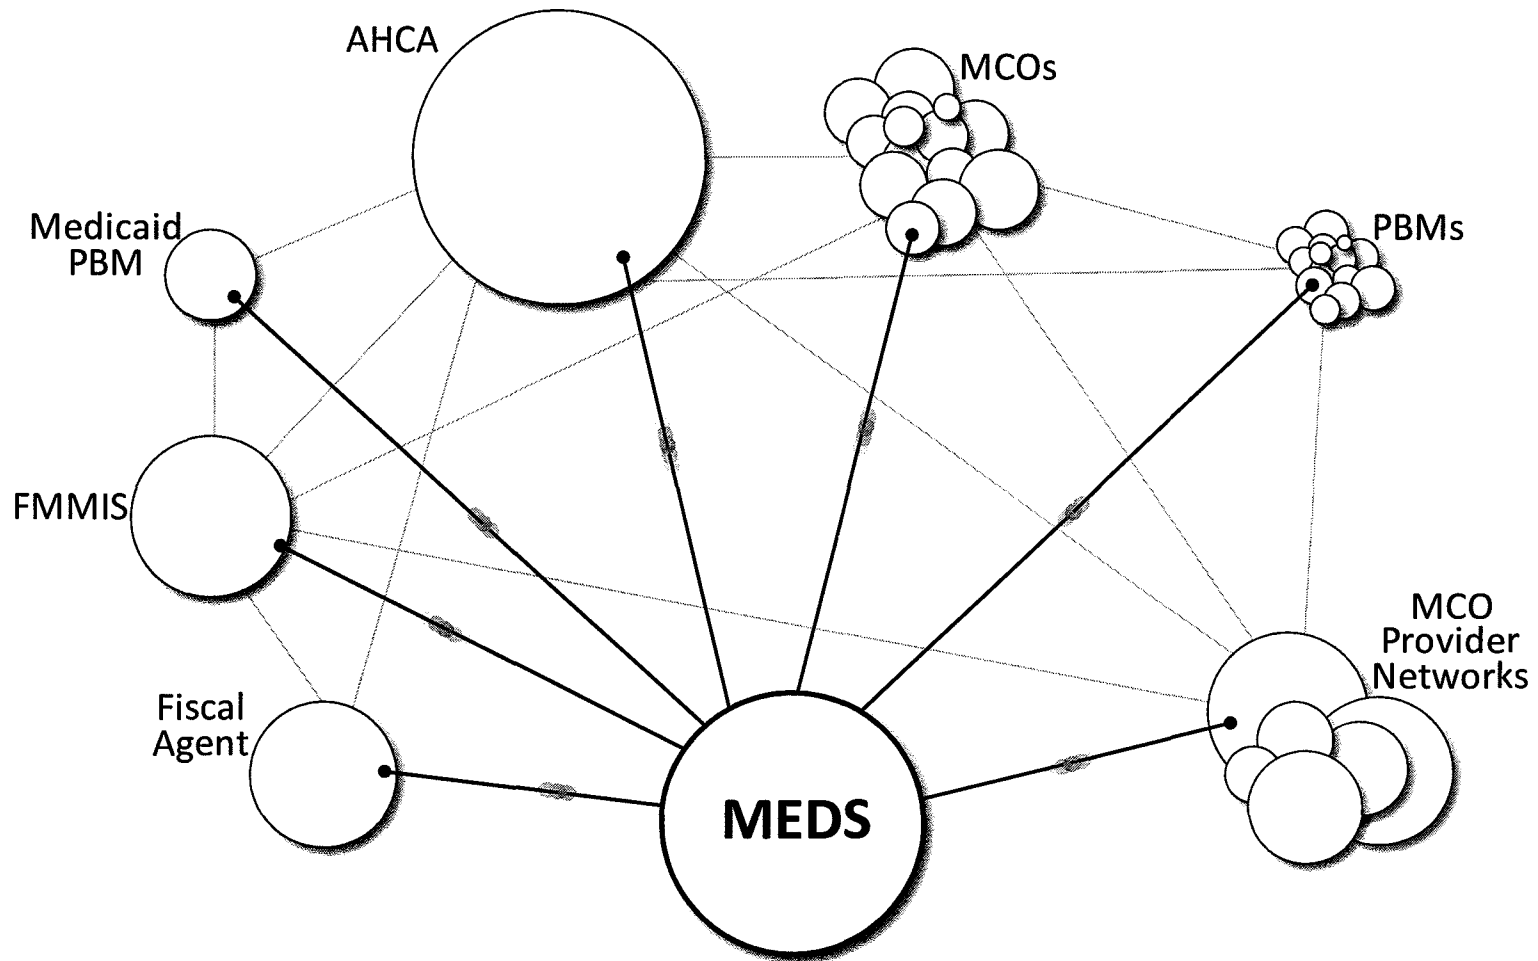 AHCA
MCOs
Medicaid
PBM
PBMs
FMMIS
MCO
Provider
Networks
Fiscal
Agent
MEDS